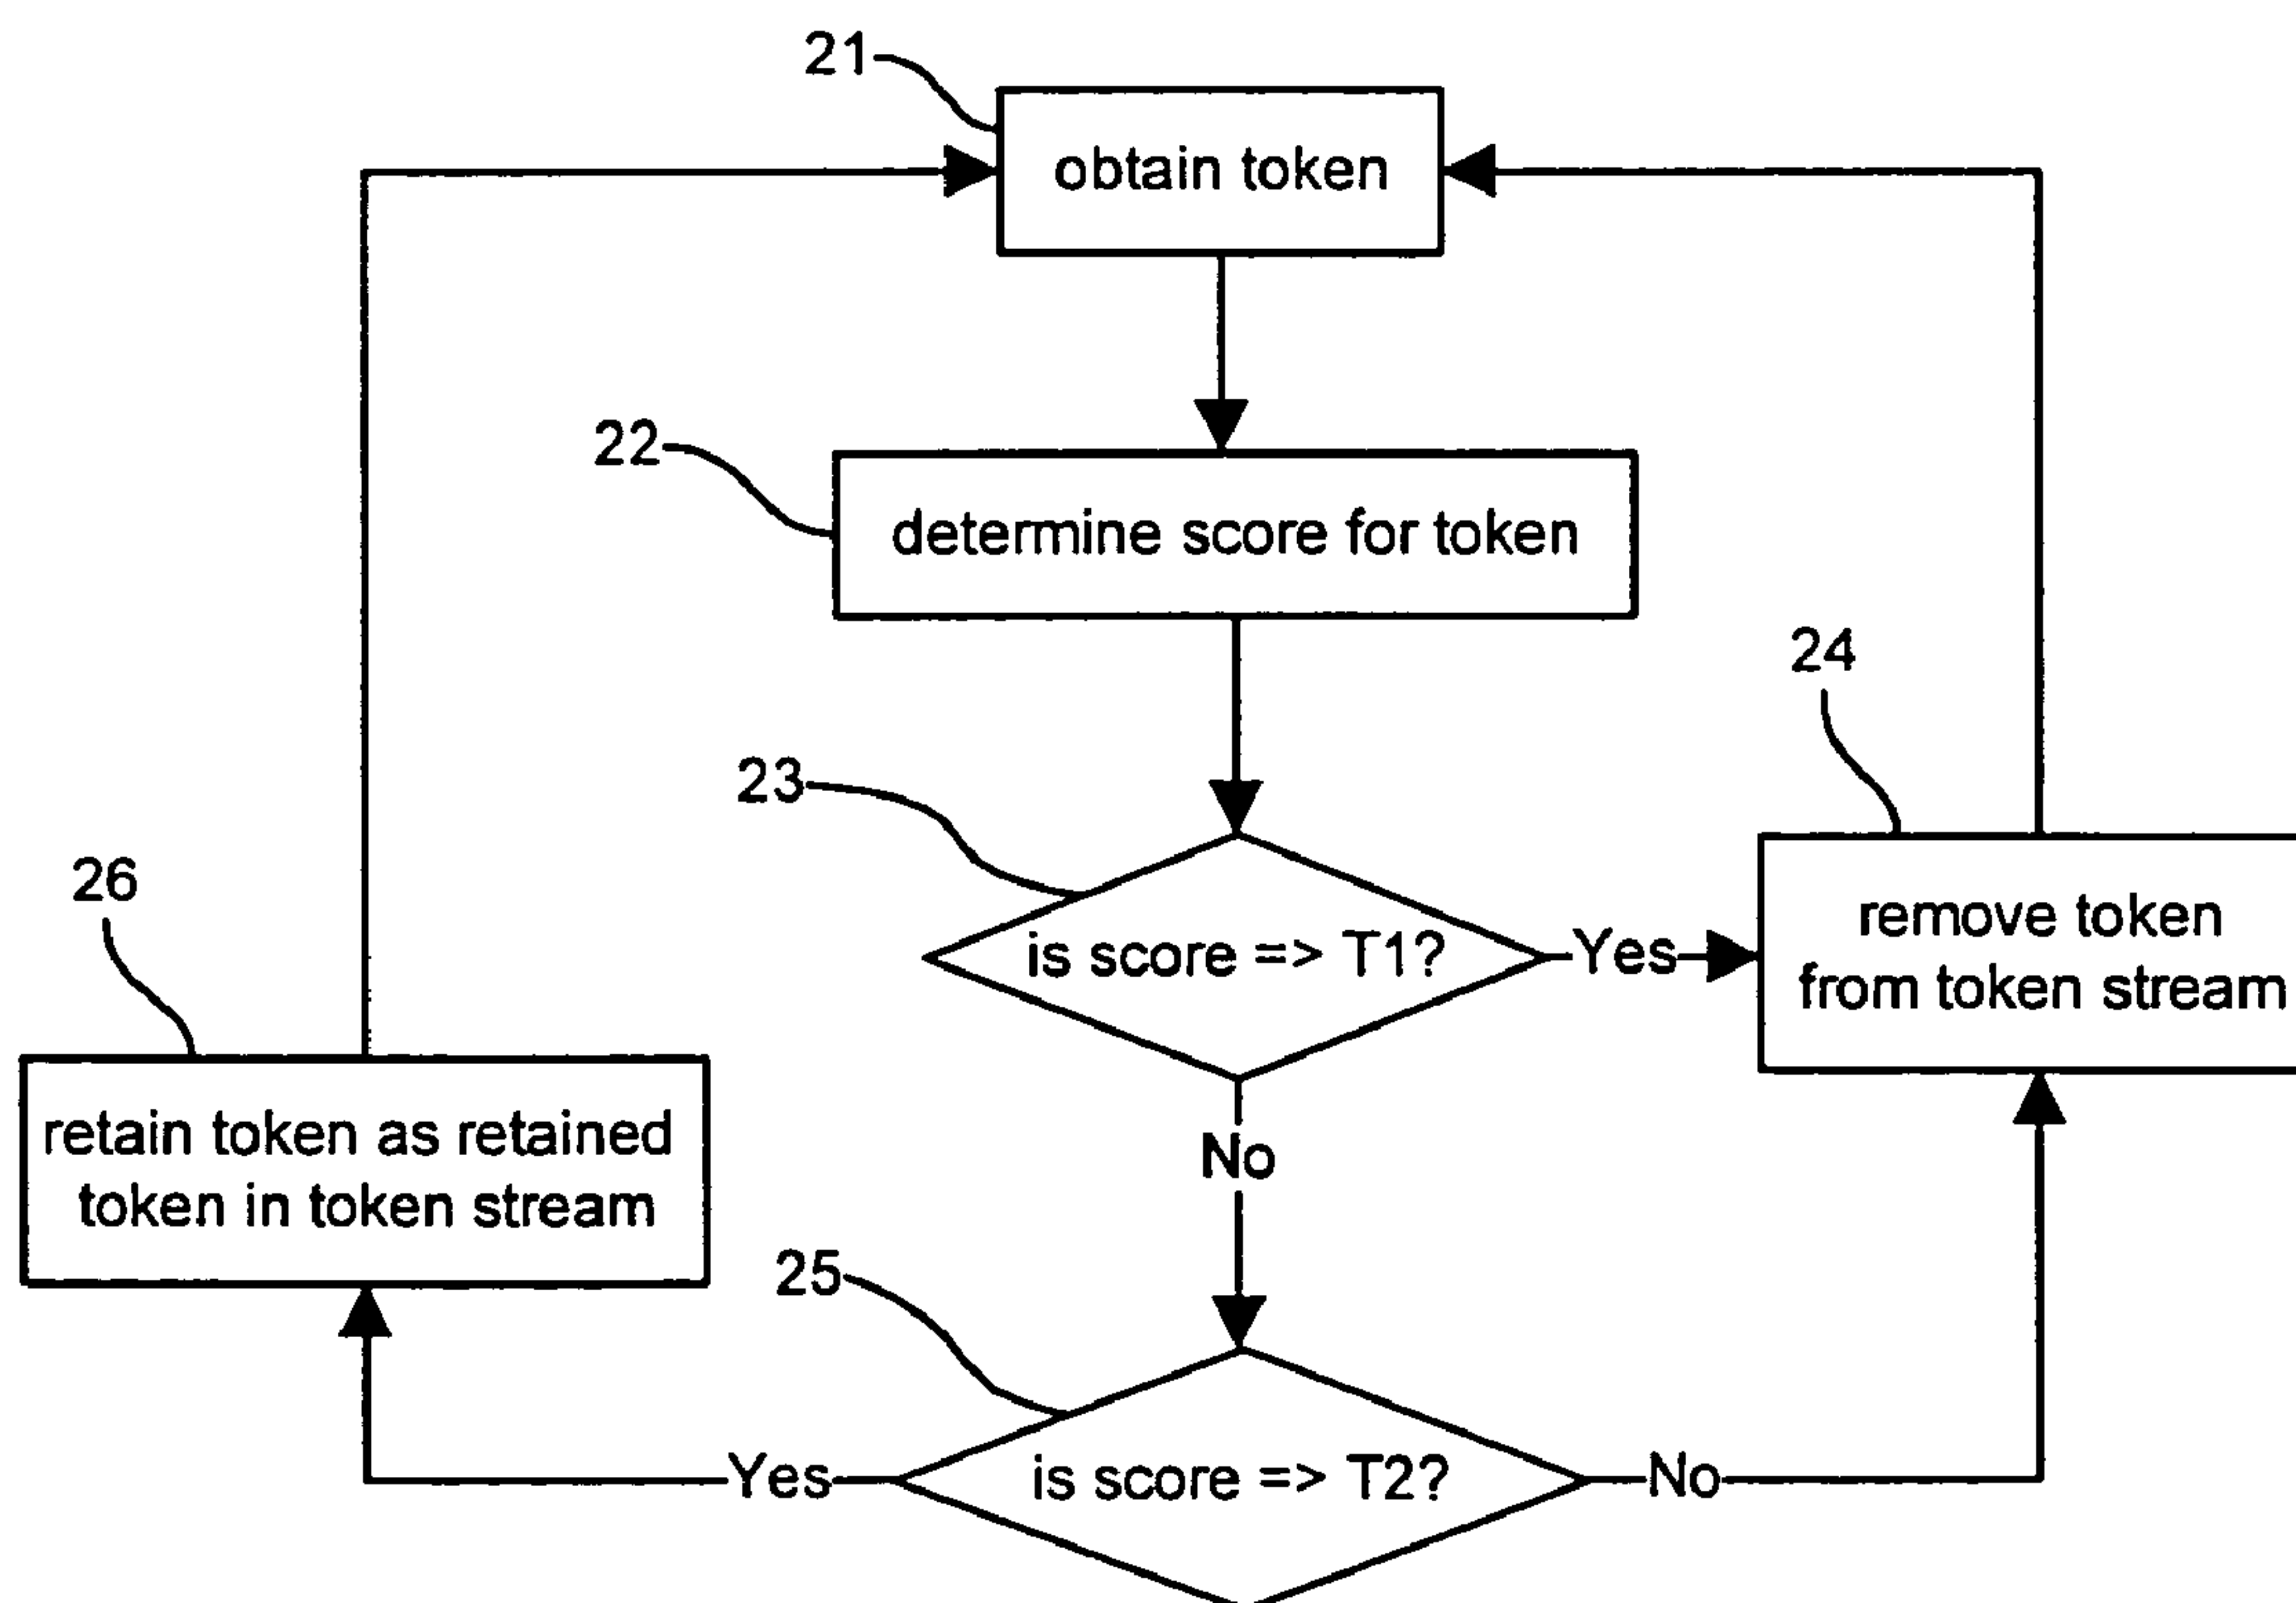 21
obtain token
22
determine score for token
24
23
26
is score => T1?
Yes
remove token
from token stream
retain token as retained
token in token stream
No
25
Yes
is score => T2?
No